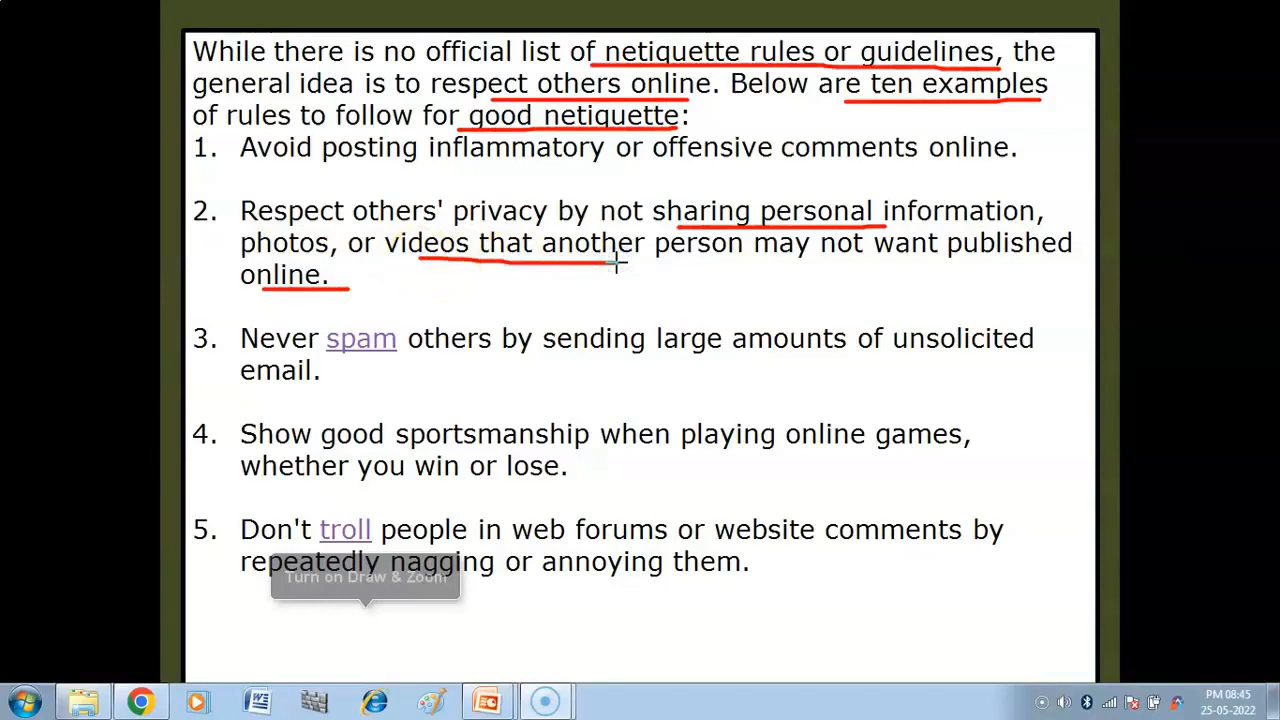 While there is no official list of netiquette rules or guidelines, the
general idea is to respect others online. Below are ten examples
of rules to follow for good netiquette:
1. Avoid posting inflammatory or offensive comments online.
2. Respect others' privacy by not sharing personal information,
photos, or videos that another person may not want published
online.
3. Never spam others by sending large amounts of unsolicited
email.
4. Show good sportsmanship when playing online games,
whether you win or lose.
5. Don't troll people in web forums or website comments by
repeatedly nagging or annoying them.
Turn on Draw & Zoom
PM 08:45
25-05-2022